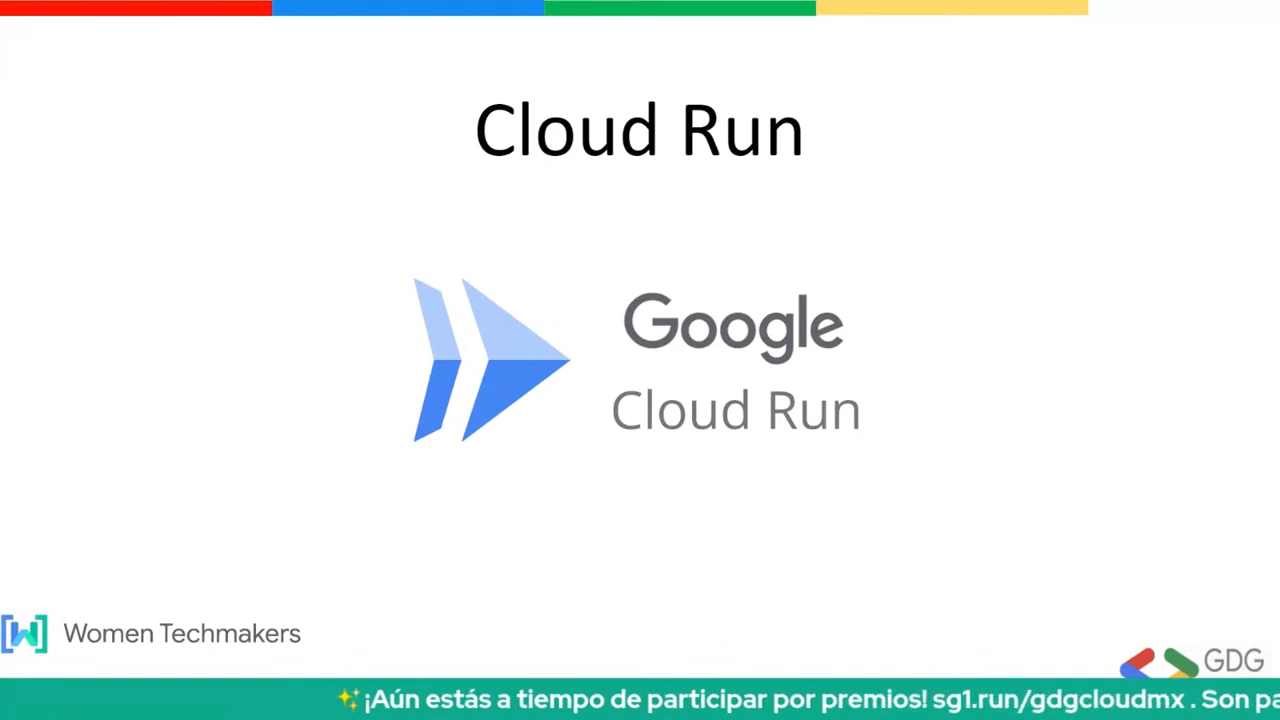 Cloud Run
Google
Cloud Run
Women Techmakers
GDG
✨ ¡Aún estás a tiempo de participar por premios! sg1.run/gdgcloudmx . Son